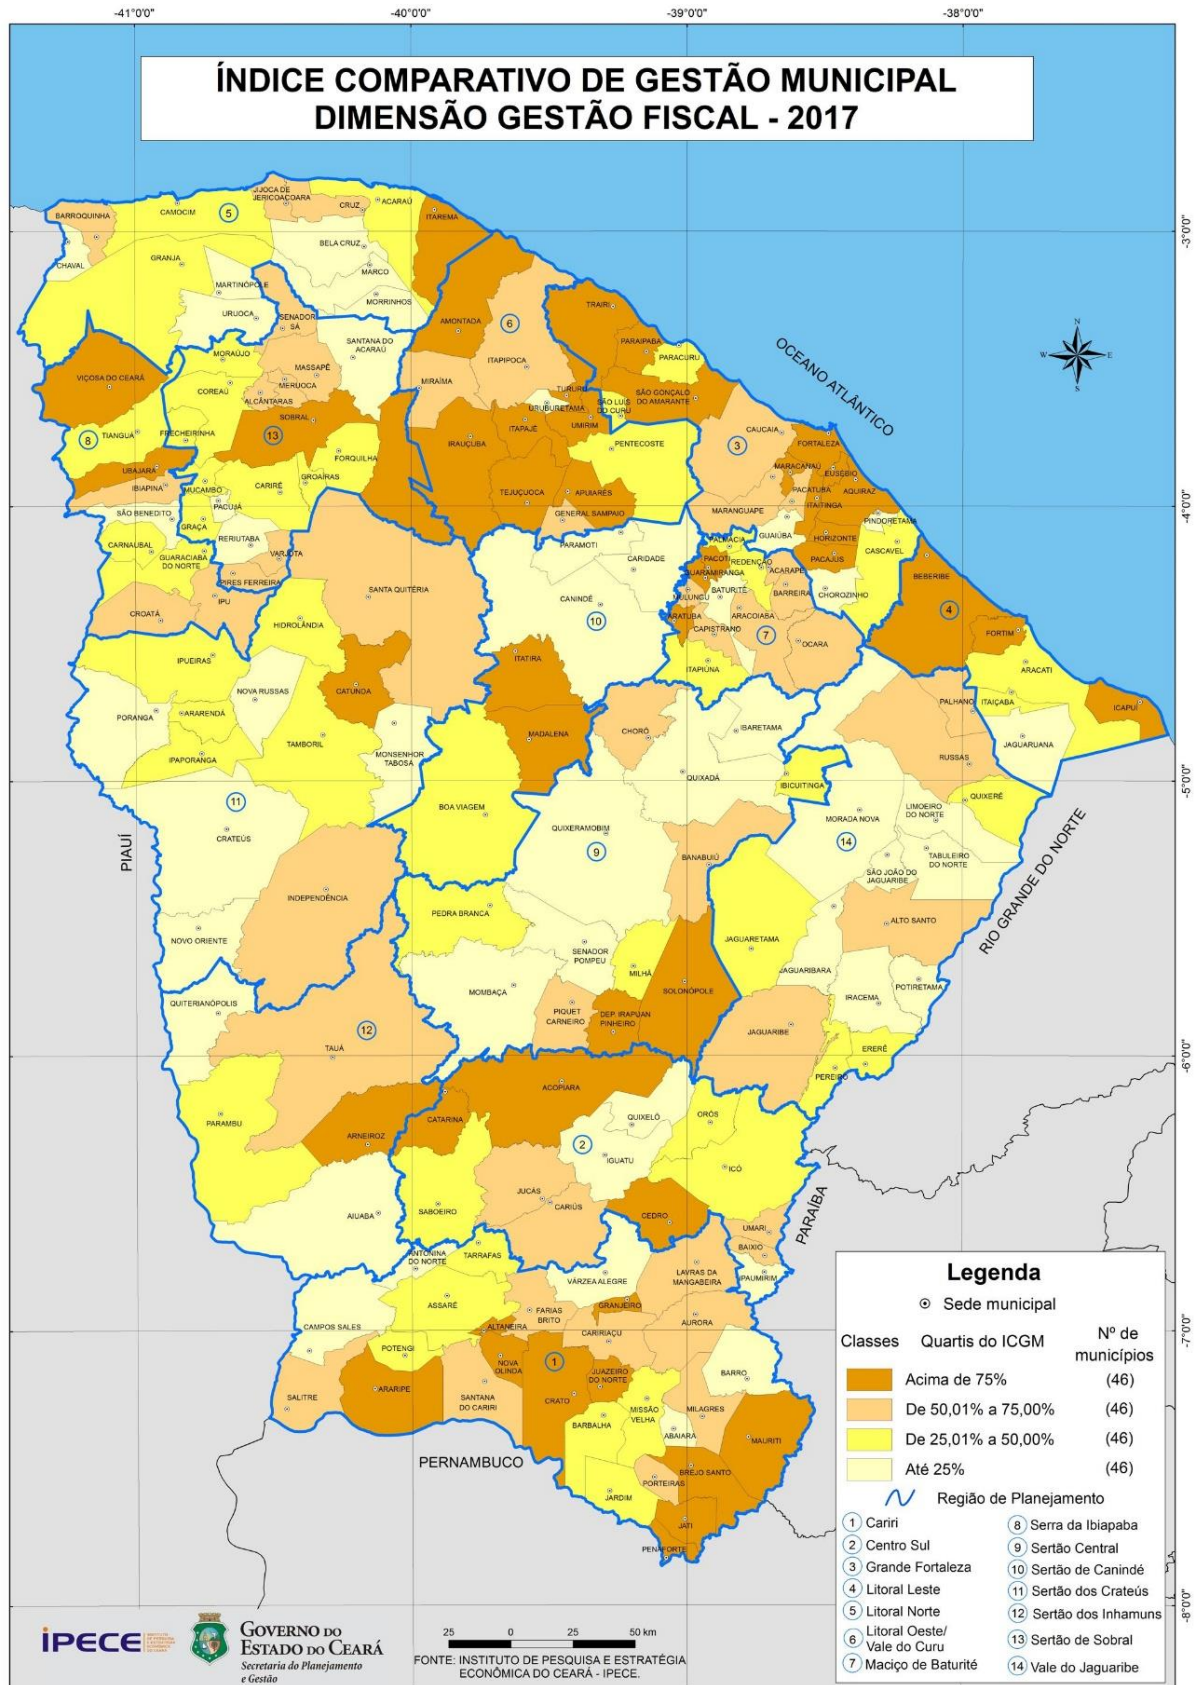 -41°0'0"
-40°0'0"
-39°0'0"
-38°0'0"
ÍNDICE COMPARATIVO DE GESTÃO MUNICIPAL
DIMENSÃO GESTÃO FISCAL - 2017
-3°0'0"
-4°0'0"
-5°0'0"
-6°0'0"
-7°0'0"
-8°0'0"
OCEANO ATLÂNTICO
N
W
E
S
PIAUÍ
RIO GRANDE DO NORTE
PARAÍBA
PERNAMBUCO
JIJOCA DE
JERICOACOARA
BARROQUINHA
CAMOCIM
5
CRUZ
ACARAÚ
ITAREMA
CHAVAL
GRANJA
BELA CRUZ
MARCO
MARTINÓPOLE
MORRINHOS
URUOCA
SENADOR
SÁ
AMONTADA
6
TRAIRI
PARAIPABA
PARACURU
MORAÚJO
SANTANA DO
ACARAÚ
ITAPIPOCA
VIÇOSA DO CEARÁ
MASSAPÊ
COREAÚ
MERUOCA
ALCÂNTARAS
MIRAÍMA
TURURU
URUBURETAMA
SÃO LUIS
DO CURU
SÃO GONÇALO
DO AMARANTE
8
TIANGUÁ
FRECHEIRINHA
SOBRAL
13
IRAUÇUBA
ITAPAJÉ
UMIRIM
PENTECOSTE
CAUCAIA
3
FORTALEZA
UBAJARA
FORQUILHA
MARACANAÚ
EUSÉBIO
IBIAPINA
MUCAMBO
CARIRÉ
GROAÍRAS
TEJUÇUOCA
APUIARÉS
PACATUBA
AQUIRAZ
ITAITINGA
SÃO BENEDITO
PACUJÁ
GENERAL SAMPAIO
MARANGUAPE
PINDORETAMA
GRAÇA
GUAIÚBA
HORIZONTE
CARNAUBAL
RERIUTABA
PARAMOTI
PALMÁCIA
CASCAVEL
GUARACIABA
DO NORTE
VARJOTA
CARIDADE
PACOTI
REDENÇÃO
PACAJUS
PIRES FERREIRA
GUARAMIRANGA
ACARAPE
BEBERIBE
IPU
SANTA QUITÉRIA
MULUNGU
BATURITÉ
BARREIRA
CHOROZINHO
CROATÁ
CANINDÉ
10
ARATUBA
ARACOIABA
4
HIDROLÂNDIA
CAPISTRANO
7
OCARA
FORTIM
IPUEIRAS
ITATIRA
ITAPIÚNA
ARACATI
NOVA RUSSAS
CATUNDA
ITAIÇABA
ICAPUÍ
PORANGA
ARARENDÁ
PALHANO
TAMBORIL
MONSENHOR
TABOSA
MADALENA
CHORÓ
IBARETAMA
JAGUARUANA
IPAPORANGA
RUSSAS
QUIXADÁ
IBICUITINGA
QUIXERÉ
11
CRATEÚS
BOA VIAGEM
MORADA NOVA
LIMOEIRO
DO NORTE
QUIXERAMOBIM
9
BANABUIÚ
14
TABULEIRO
DO NORTE
SÃO JOÃO DO
JAGUARIBE
INDEPENDÊNCIA
PEDRA BRANCA
ALTO SANTO
NOVO ORIENTE
SENADOR
POMPEU
MILHÃ
JAGUARETAMA
JAGUARIBARA
SOLONÓPOLE
POTIRETAMA
QUITERIANÓPOLIS
MOMBAÇA
IRACEMA
PIQUET
CARNEIRO
DEP. IRAPUAN
PINHEIRO
12
TAUÁ
JAGUARIBE
ERERÊ
PEREIRO
ACOPIARA
PARAMBU
CATARINA
QUIXELÔ
ORÓS
ARNEIROZ
2
IGUATU
ICÓ
SABOEIRO
JUCÁS
CARIÚS
AIUABA
CEDRO
UMARI
BAIXIO
ANTONINA
DO NORTE
TARRAFAS
VÁRZEA ALEGRE
LAVRAS DA
MANGABEIRA
IPAUMIRIM
ASSARÉ
FARIAS
BRITO
GRANJEIRO
AURORA
CAMPOS SALES
ALTANEIRA
CARIRIAÇU
POTENGI
NOVA
OLINDA
1
JUAZEIRO
DO NORTE
BARRO
SALITRE
ARARIPE
SANTANA
DO CARIRI
CRATO
MISSÃO
VELHA
MILAGRES
BARBALHA
ABAIARA
MAURITI
PORTEIRAS
BREJO SANTO
JARDIM
JATI
PENAFORTE
Legenda
Sede municipal
Classes Quartis do ICGM Nº de
municípios
Acima de 75% (46)
De 50,01% a 75,00% (46)
De 25,01% a 50,00% (46)
Até 25% (46)
Região de Planejamento
1 Cariri
2 Centro Sul
3 Grande Fortaleza
4 Litoral Leste
5 Litoral Norte
6 Litoral Oeste/
Vale do Curu
7 Maciço de Baturité
8 Serra da Ibiapaba
9 Sertão Central
10 Sertão de Canindé
11 Sertão dos Crateús
12 Sertão dos Inhamuns
13 Sertão de Sobral
14 Vale do Jaguaribe
IPECE
GOVERNO DO
ESTADO DO CEARÁ
Secretaria do Planejamento
e Gestão
25 0 25 50 km
FONTE: INSTITUTO DE PESQUISA E ESTRATÉGIA
ECONÔMICA DO CEARÁ - IPECE.